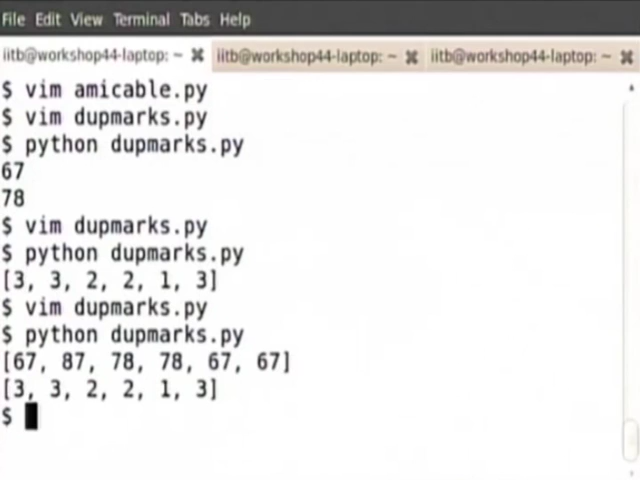 File Edit View Terminal Tabs Help
iitb@workshop44-laptop: ~ ✖ iitb@workshop44-laptop: ~ ✖ iitb@workshop44-laptop: ~ ✖
$ vim amicable.py
$ vim dupmarks.py
$ python dupmarks.py
67
78
$ vim dupmarks.py
$ python dupmarks.py
[3, 3, 2, 2, 1, 3]
$ vim dupmarks.py
$ python dupmarks.py
[67, 87, 78, 78, 67, 67]
[3, 3, 2, 2, 1, 3]
$